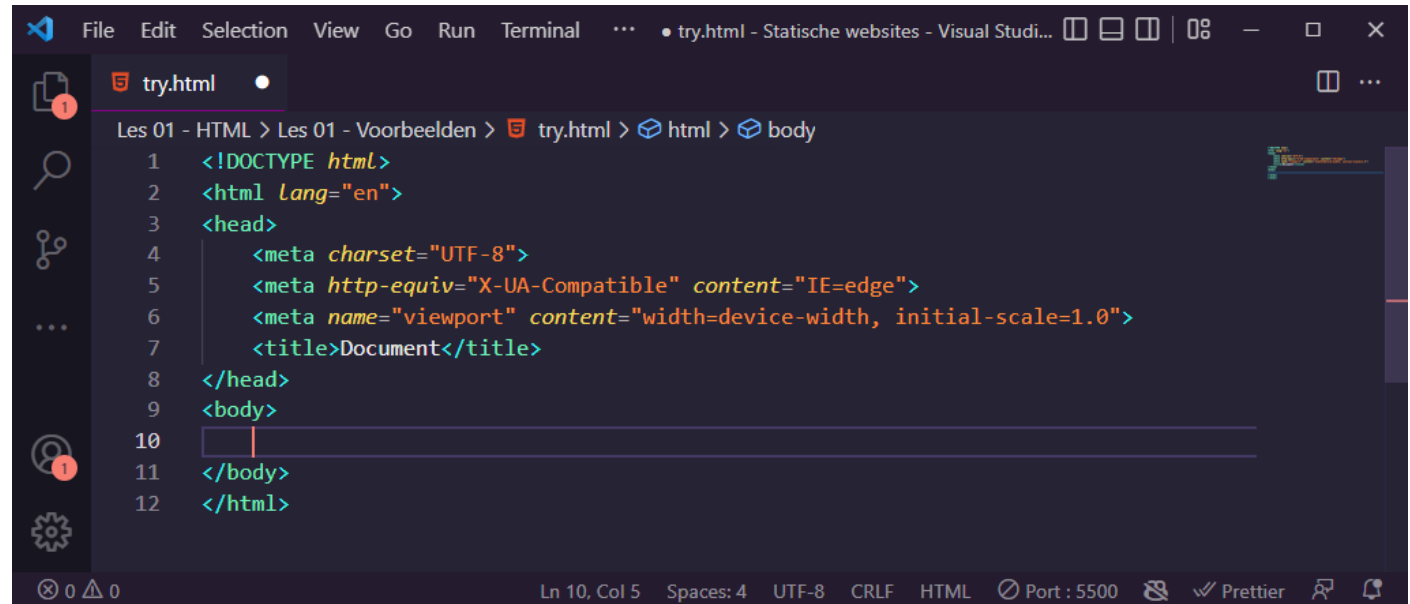 File Edit Selection View Go Run Terminal ··· ● try.html - Statische websites - Visual Studi...
try.html
Les 01 - HTML > Les 01 - Voorbeelden > try.html > html > body
1 <!DOCTYPE html>
2 <html lang="en">
3 <head>
4     <meta charset="UTF-8">
5     <meta http-equiv="X-UA-Compatible" content="IE=edge">
6     <meta name="viewport" content="width=device-width, initial-scale=1.0">
7     <title>Document</title>
8 </head>
9 <body>
10
11 </body>
12 </html>
1
1
0 0 Ln 10, Col 5 Spaces: 4 UTF-8 CRLF HTML Port : 5500 Prettier